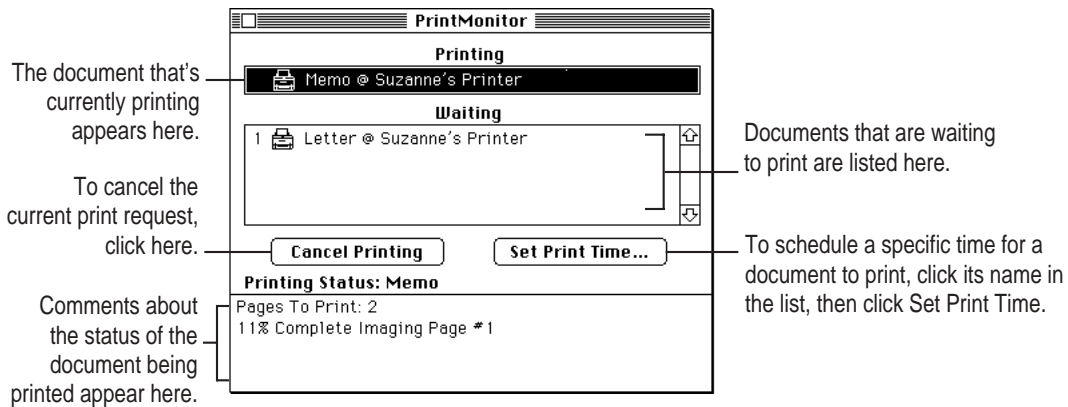 PrintMonitor
Printing
Memo @ Suzanne's Printer
Waiting
1 Letter @ Suzanne's Printer
Cancel Printing
Set Print Time...
Printing Status: Memo
Pages To Print: 2
11% Complete Imaging Page #1
The document that's
currently printing
appears here.
To cancel the
current print request,
click here.
Comments about
the status of the
document being
printed appear here.
Documents that are waiting
to print are listed here.
To schedule a specific time for a
document to print, click its name in
the list, then click Set Print Time.